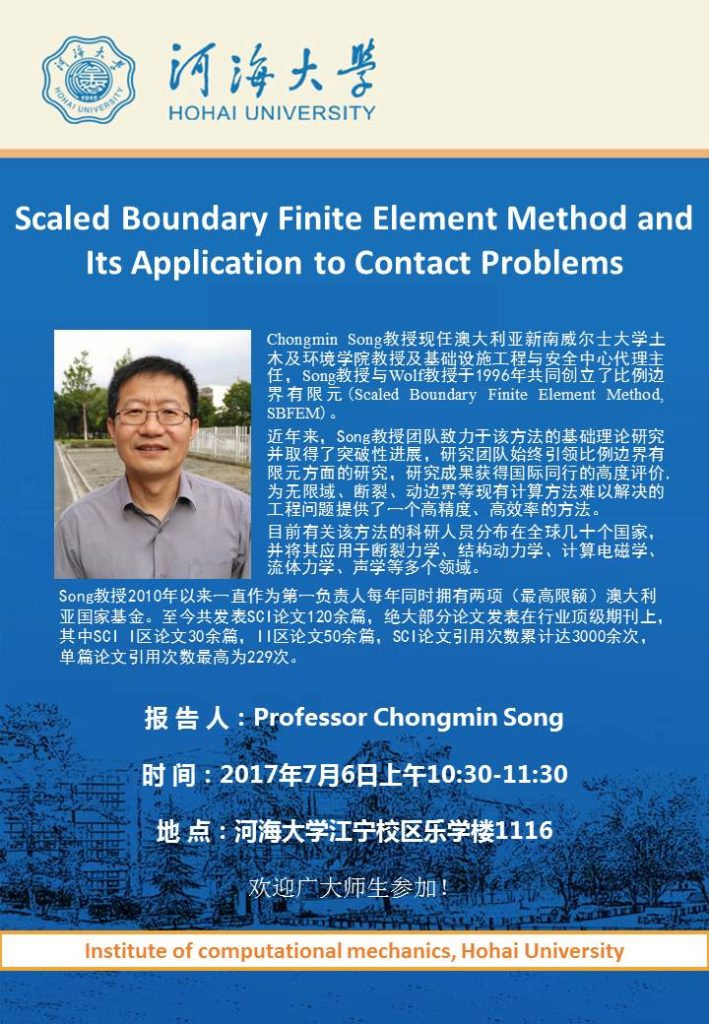 河海大学
HOHAI UNIVERSITY
河海大学
1915
HOHAI UNIVERSITY
Scaled Boundary Finite Element Method and
Its Application to Contact Problems
Chongmin Song教授现任澳大利亚新南威尔士大学土
木及环境学院教授及基础设施工程与安全中心代理主
任，Song教授与Wolf教授于1996年共同创立了比例边
界有限元(Scaled Boundary Finite Element Method,
SBFEM)。
近年来，Song教授团队致力于该方法的基础理论研究
并取得了突破性进展，研究团队始终引领比例边界有
限元方面的研究，研究成果获得国际同行的高度评价.
为无限域、断裂、动边界等现有计算方法难以解决的
工程问题提供了一个高精度、高效率的方法。
目前有关该方法的科研人员分布在全球几十个国家，
并将其应用于断裂力学、结构动力学、计算电磁学、
流体力学、声学等多个领域。
Song教授2010年以来一直作为第一负责人每年同时拥有两项（最高限额）澳大利
亚国家基金。至今共发表SCI论文120余篇，绝大部分论文发表在行业顶级期刊上，
其中SCI I区论文30余篇，II区论文50余篇，SCI论文引用次数累计达3000余次，
单篇论文引用次数最高为229次。
报 告 人：Professor Chongmin Song
时 间：2017年7月6日上午10:30-11:30
地 点：河海大学江宁校区乐学楼1116
欢迎广大师生参加！
Institute of computational mechanics, Hohai University